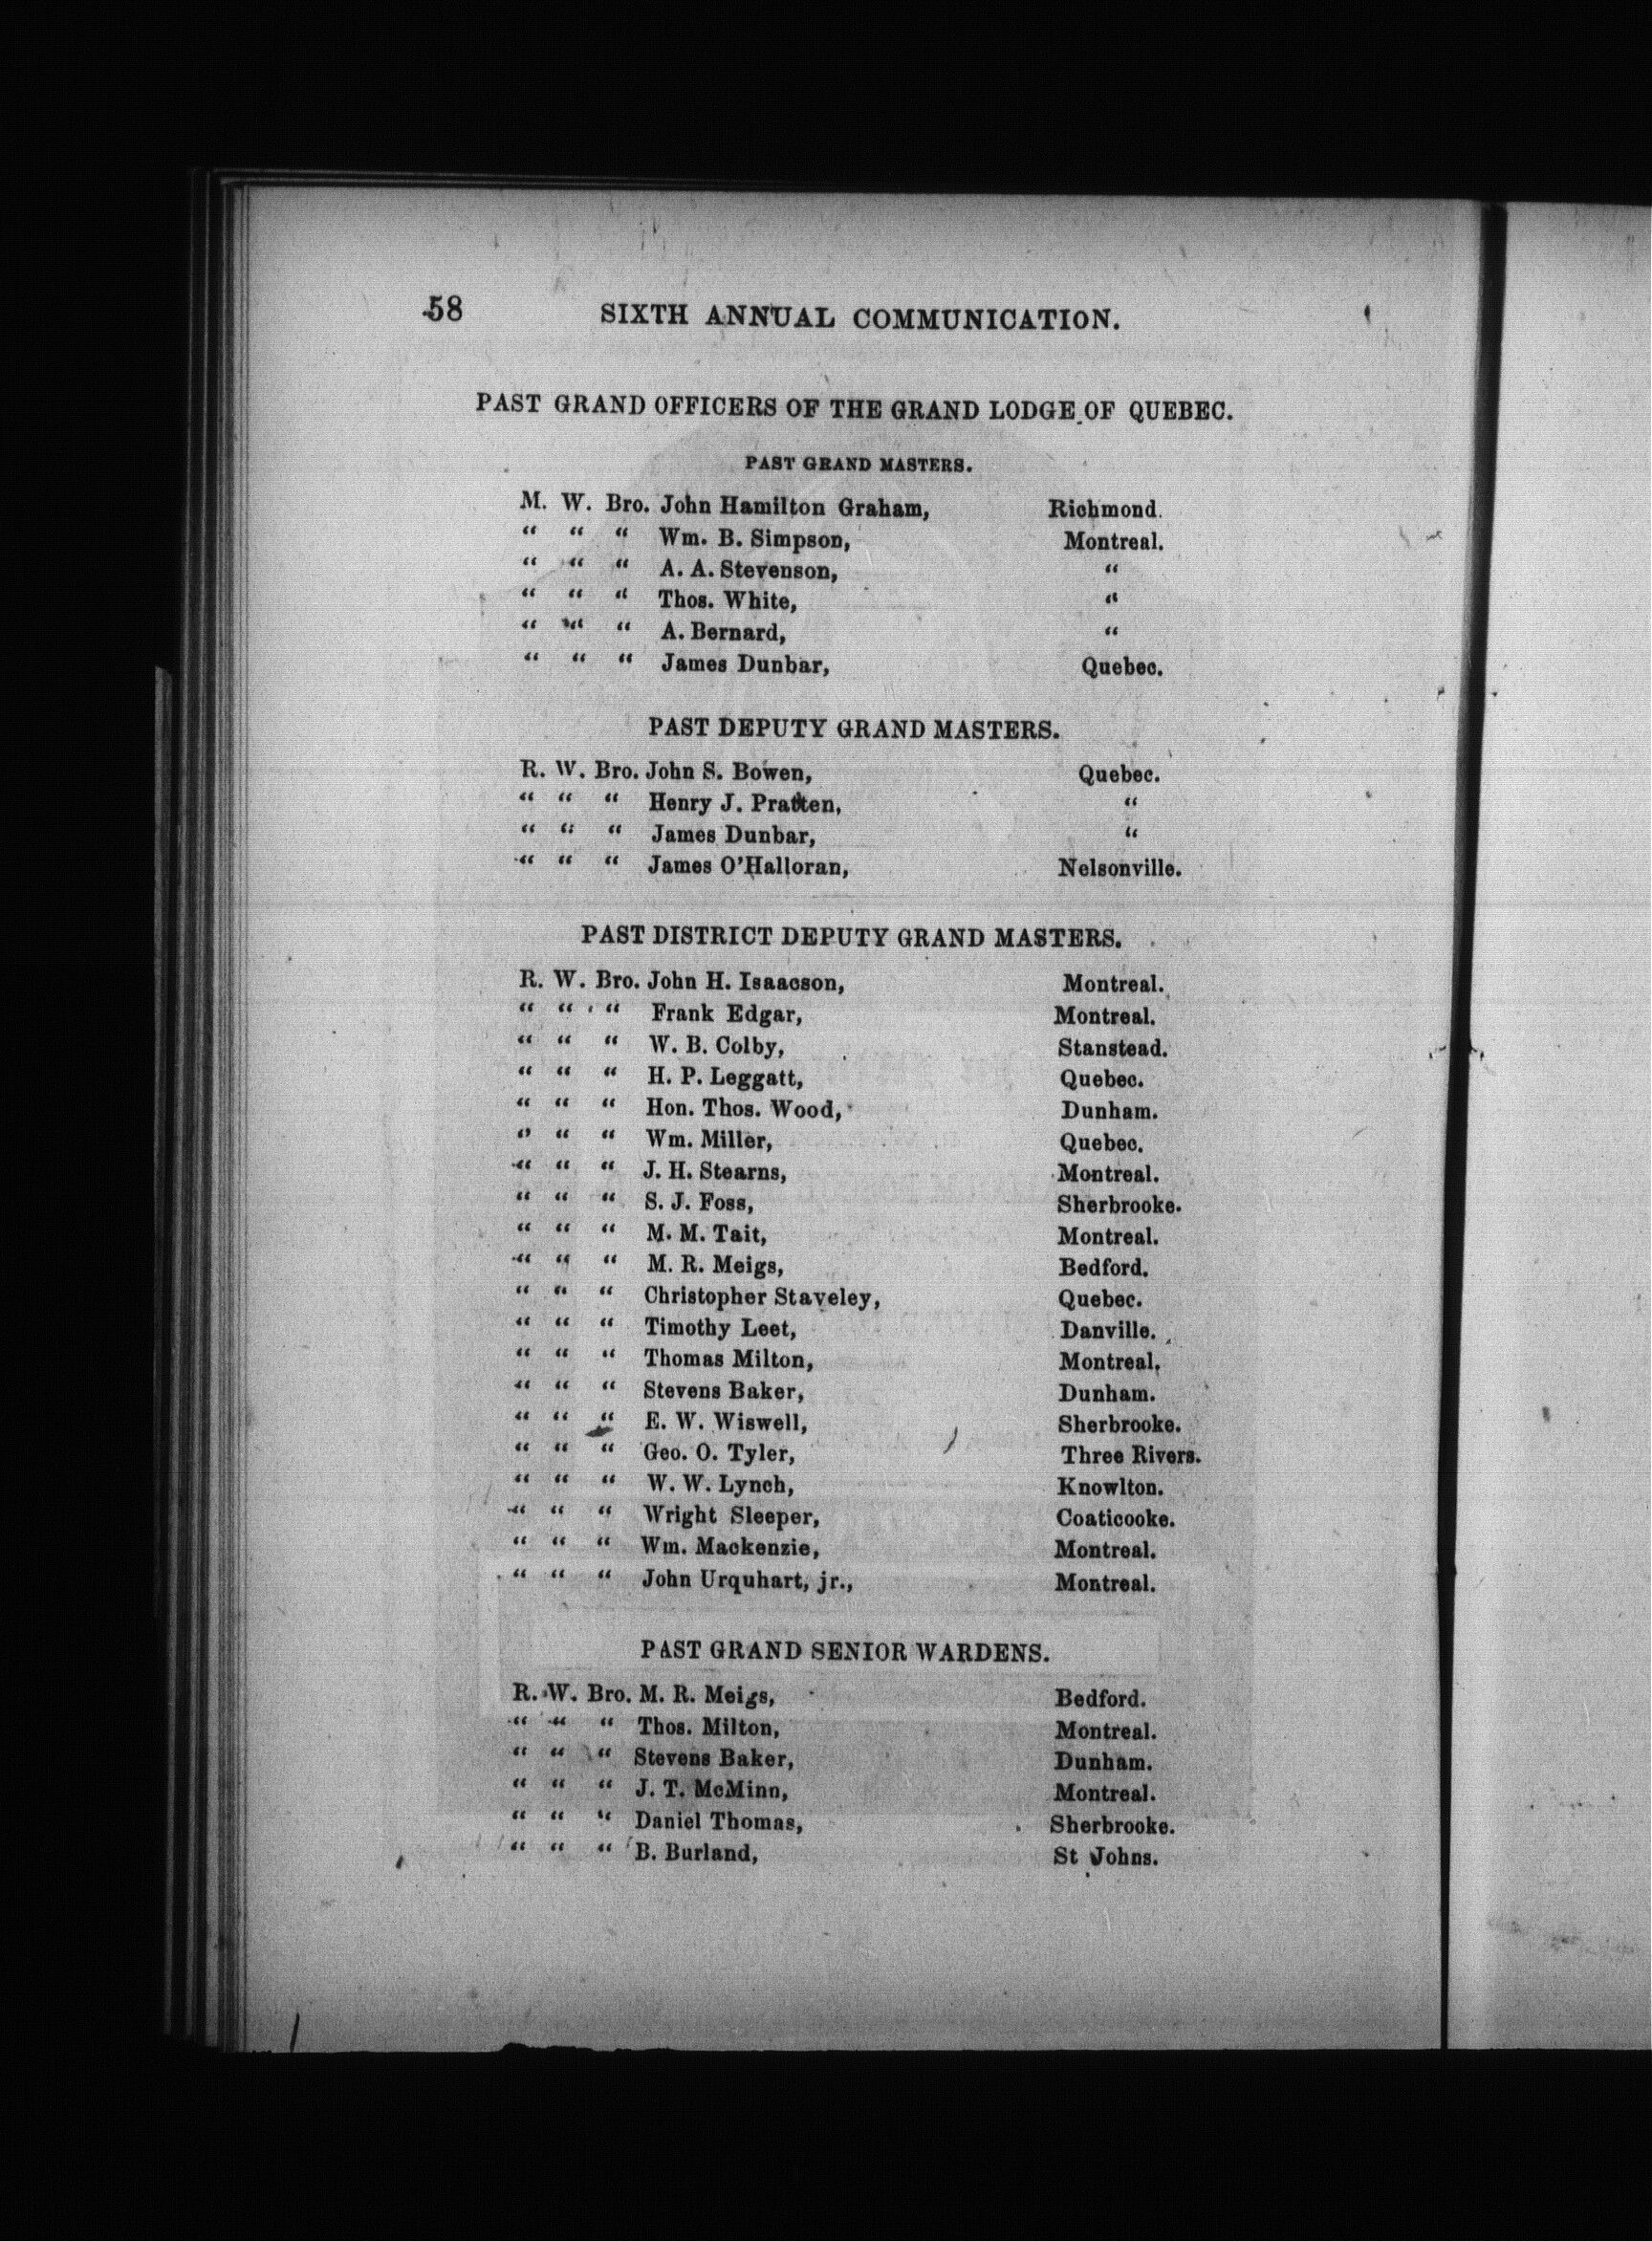 58 SIXTH ANNUAL COMMUNICATION.
PAST GRAND OFFICERS OF THE GRAND LODGE OF QUEBEC.
PAST GRAND MASTERS.
M. W. Bro. John Hamilton Graham, Richmond.
“ “ “ Wm. B. Simpson, Montreal.
“ “ “ A. A. Stevenson, “
“ “ “ Thos. White, “
“ “ “ A. Bernard, “
“ “ “ James Dunbar, Quebec.
PAST DEPUTY GRAND MASTERS.
R. W. Bro. John S. Bowen, Quebec.
“ “ “ Henry J. Pratten, “
“ “ “ James Dunbar, “
“ “ “ James O'Halloran, Nelsonville.
PAST DISTRICT DEPUTY GRAND MASTERS.
R. W. Bro. John H. Isaacson, Montreal.
“ “ “ Frank Edgar, Montreal.
“ “ “ W. B. Colby, Stanstead.
“ “ “ H. P. Leggatt, Quebec.
“ “ “ Hon. Thos. Wood, Dunham.
“ “ “ Wm. Miller, Quebec.
“ “ “ J. H. Stearns, Montreal.
“ “ “ S. J. Foss, Sherbrooke.
“ “ “ M. M. Tait, Montreal.
“ “ “ M. R. Meigs, Bedford.
“ “ “ Christopher Staveley, Quebec.
“ “ “ Timothy Leet, Danville.
“ “ “ Thomas Milton, Montreal.
“ “ “ Stevens Baker, Dunham.
“ “ “ E. W. Wiswell, Sherbrooke.
“ “ “ Geo. O. Tyler, Three Rivers.
“ “ “ W. W. Lynch, Knowlton.
“ “ “ Wright Sleeper, Coaticooke.
“ “ “ Wm. Mackenzie, Montreal.
“ “ “ John Urquhart, jr., Montreal.
PAST GRAND SENIOR WARDENS.
R. W. Bro. M. R. Meigs, Bedford.
“ “ “ Thos. Milton, Montreal.
“ “ “ Stevens Baker, Dunham.
“ “ “ J. T. McMinn, Montreal.
“ “ “ Daniel Thomas, Sherbrooke.
“ “ “ B. Burland, St Johns.